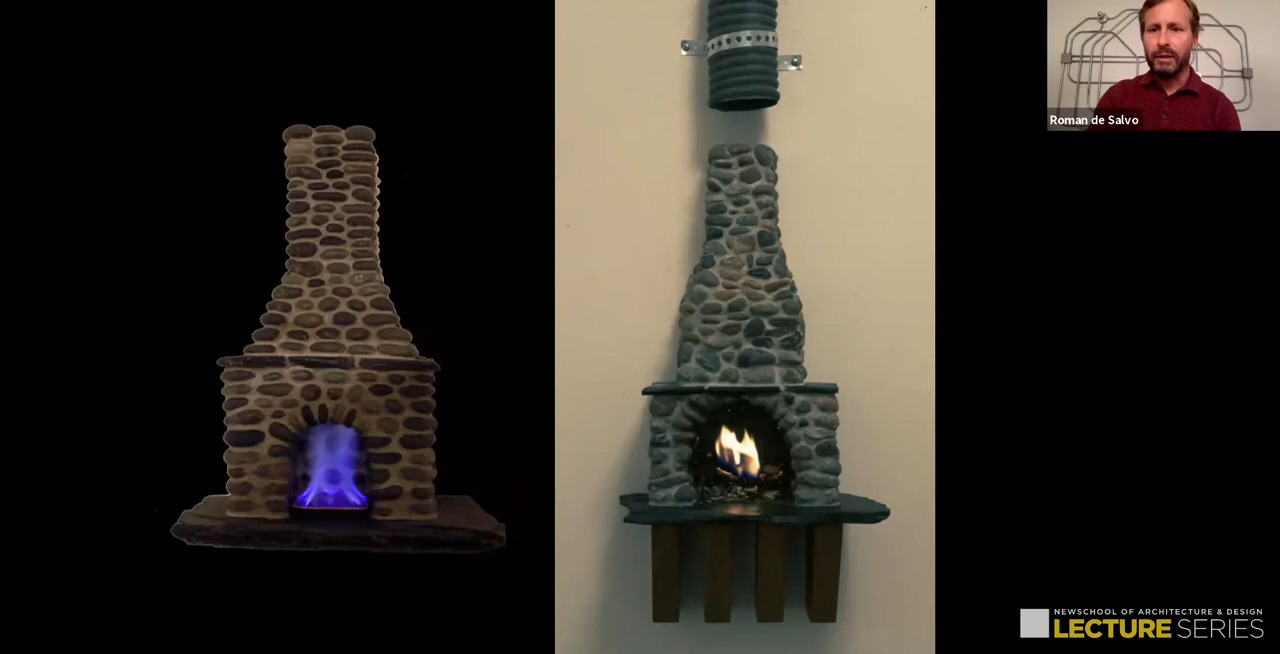 Roman de Salvo
NEWSCHOOL OF ARCHITECTURE & DESIGN
LECTURE SERIES